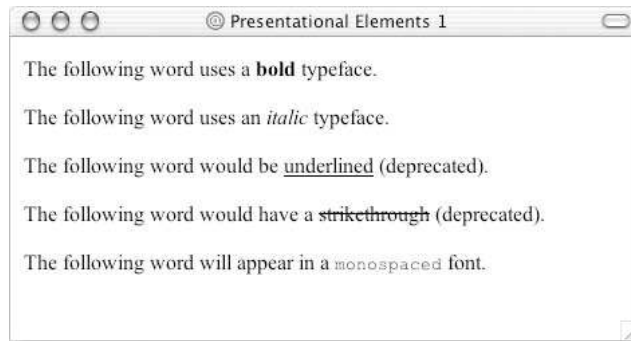 Presentational Elements 1
The following word uses a bold typeface.
The following word uses an italic typeface.
The following word would be underlined (deprecated).
The following word would have a strikethrough (deprecated).
The following word will appear in a monospaced font.